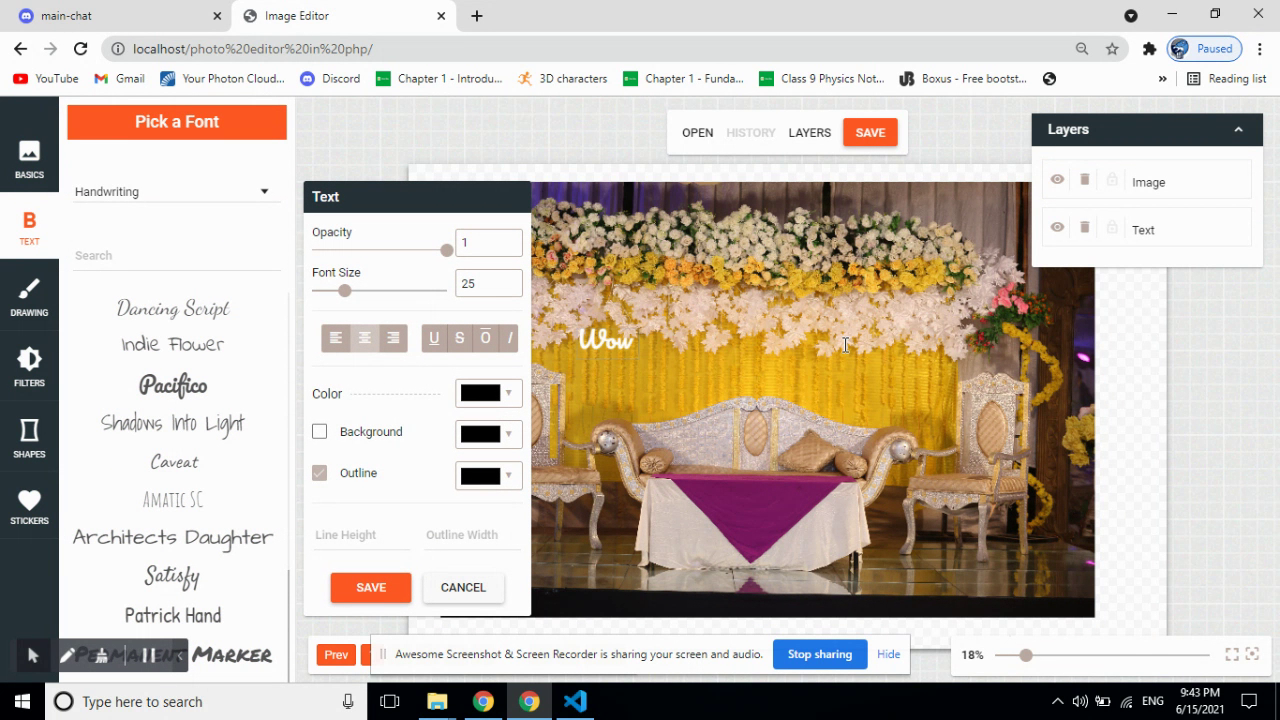 main-chat
Image Editor
localhost/photo%20editor%20in%20php/
Paused
YouTube
Gmail
Your Photon Cloud...
Discord
Chapter 1 - Introdu...
3D characters
Chapter 1 - Funda...
Class 9 Physics Not...
Boxus - Free bootst...
»
Reading list
Pick a Font
OPEN
HISTORY
LAYERS
SAVE
Layers
BASICS
Image
Handwriting
Text
B
TEXT
Text
Opacity
1
Search
Font Size
25
DRAWING
Dancing Script
Indie Flower
U S O I
Wow
Pacifico
FILTERS
Color
Shadows Into Light
Background
SHAPES
Caveat
Outline
Amatic SC
STICKERS
Architects Daughter
Line Height
Outline Width
Satisfy
SAVE
CANCEL
Patrick Hand
Permanent Marker
Prev
Awesome Screenshot & Screen Recorder is sharing your screen and audio.
Stop sharing
Hide
18%
Type here to search
ENG
9:43 PM
6/15/2021